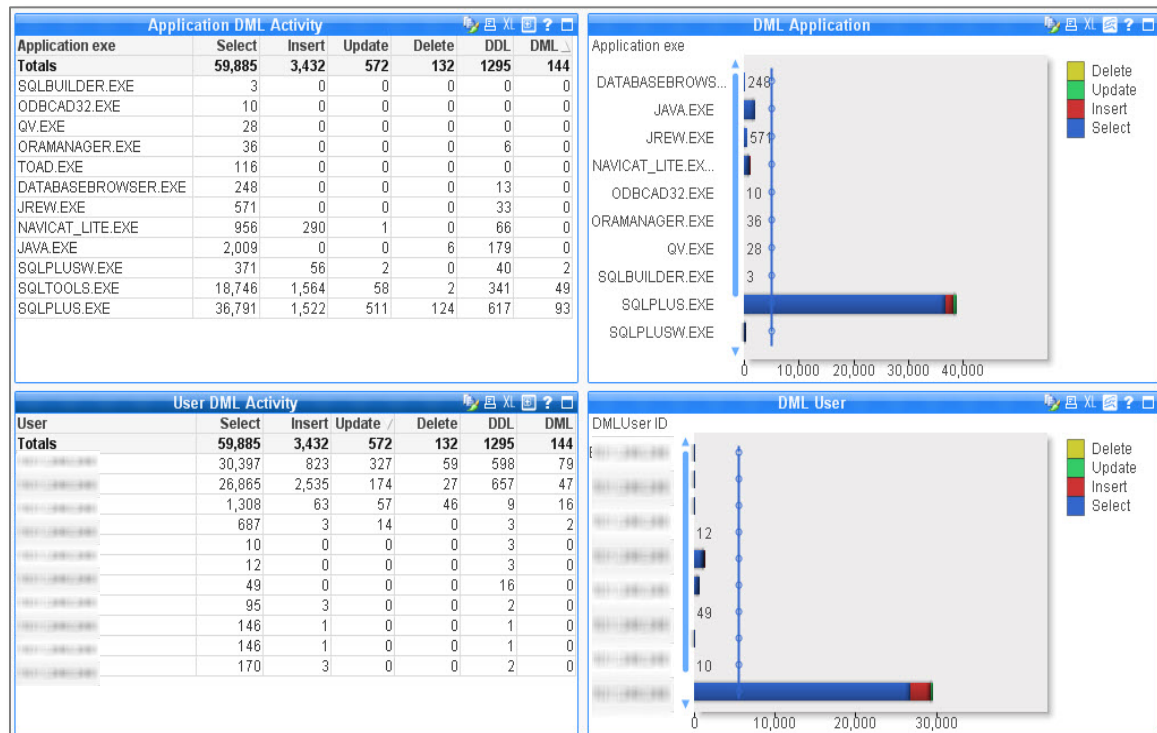 Application DML Activity XL ?
Application exe Select Insert Update Delete DDL DML
Totals 59,885 3,432 572 132 1295 144
SQLBUILDER.EXE 3 0 0 0 0 0
ODBCAD32.EXE 10 0 0 0 0 0
QV.EXE 28 0 0 0 0 0
ORAMANAGER.EXE 36 0 0 0 6 0
TOAD.EXE 116 0 0 0 0 0
DATABASEBROWSER.EXE 248 0 0 0 13 0
JREW.EXE 571 0 0 0 33 0
NAVICAT_LITE.EXE 956 290 1 0 66 0
JAVA.EXE 2,009 0 0 6 179 0
SQLPLUSW.EXE 371 56 2 0 40 2
SQLTOOLS.EXE 18,746 1,564 58 2 341 49
SQLPLUS.EXE 36,791 1,522 511 124 617 93
DML Application XL ?
Application exe
DATABASEBROWS... 248
JAVA.EXE
JREW.EXE 571
NAVICAT_LITE.EX...
ODBCAD32.EXE 10
ORAMANAGER.EXE 36
QV.EXE 28
SQLBUILDER.EXE 3
SQLPLUS.EXE
SQLPLUSW.EXE
0 10,000 20,000 30,000 40,000
Delete
Update
Insert
Select
User DML Activity XL ?
User Select Insert Update Delete DDL DML
Totals 59,885 3,432 572 132 1295 144
30,397 823 327 59 598 79
26,865 2,535 174 27 657 47
1,308 63 57 46 9 16
687 3 14 0 3 2
10 0 0 0 3 0
12 0 0 0 3 0
49 0 0 0 16 0
95 3 0 0 2 0
146 1 0 0 1 0
146 1 0 0 1 0
170 3 0 0 2 0
DML User XL ?
DMLUser ID
12
49
10
0 10,000 20,000 30,000
Delete
Update
Insert
Select